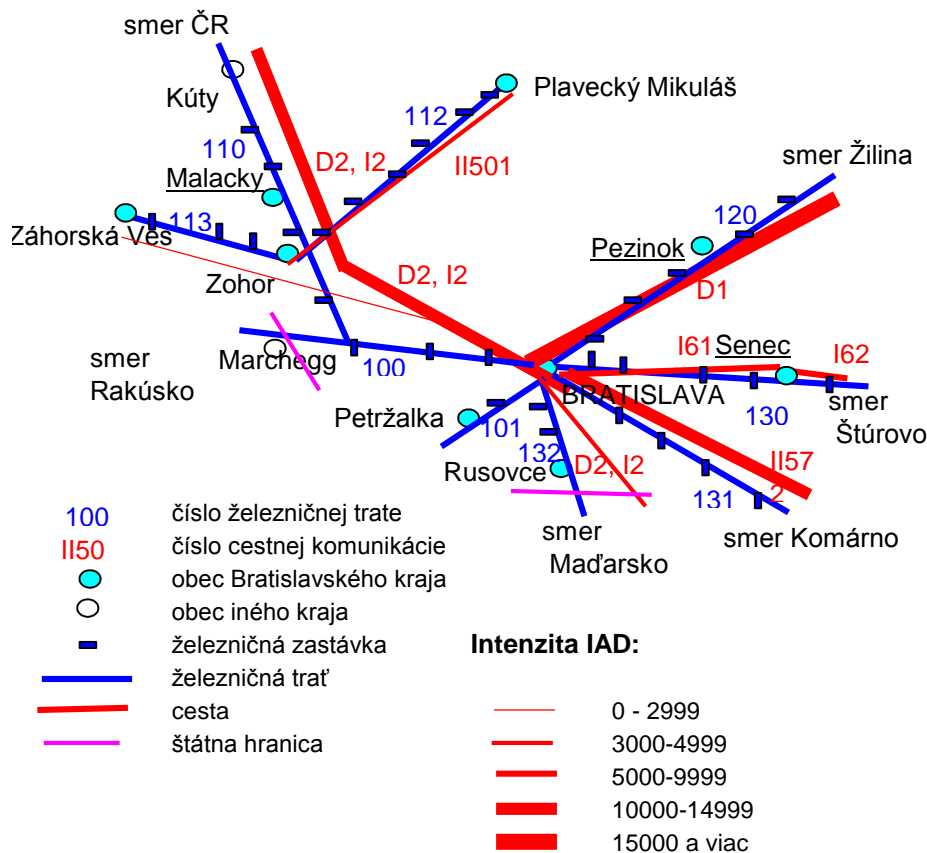 smer ČR
Kúty
Plavecký Mikuláš
112
110
D2, I2
II501
smer Žilina
Malacky
120
113
Záhorská Ves
Pezinok
Zohor
D2, I2
D1
I61
Senec
I62
Marchegg
100
smer
Rakúsko
BRATISLAVA
130
smer
Štúrovo
Petržalka
101
132
Rusovce
D2, I2
II57
2
131
smer Komárno
smer
Maďarsko
100
číslo železničnej trate
II50
číslo cestnej komunikácie
obec Bratislavského kraja
obec iného kraja
železničná zastávka
železničná trať
cesta
štátna hranica
Intenzita IAD:
0 - 2999
3000-4999
5000-9999
10000-14999
15000 a viac